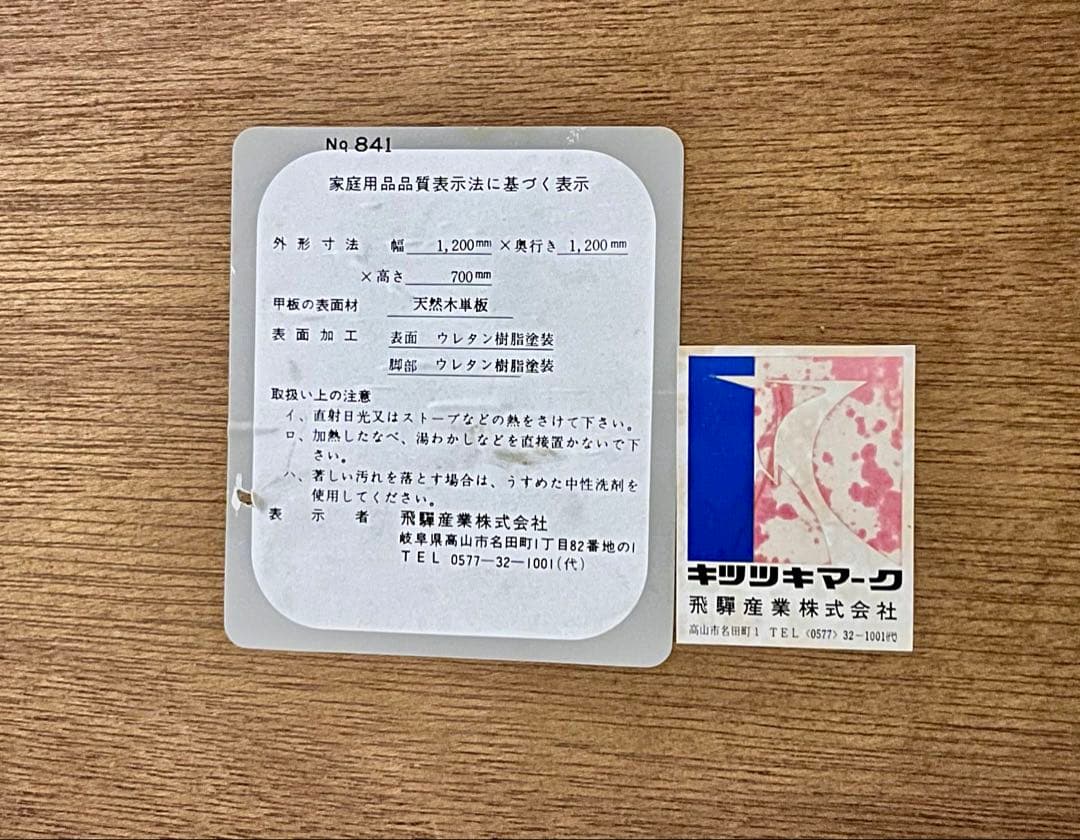 No 841
家庭用品品質表示法に基づく表示
外形寸法 幅 1,200mm ×奥行き 1,200mm
×高さ 700mm
甲板の表面材 天然木単板
表面加工 表面 ウレタン樹脂塗装
脚部 ウレタン樹脂塗装
取扱い上の注意
イ、直射日光又はストーブなどの熱をさけて下さい。
ロ、加熱したなべ、湯わかしなどを直接置かないで下
さい。
ハ、著しい汚れを落とす場合は、うすめた中性洗剤を
使用してください。
表示者 飛驒産業株式会社
岐阜県高山市名田町1丁目82番地の1
TEL 0577―32―1001(代)
キツツキマーク
飛驒産業株式会社
高山市名田町1 TEL〈0577〉32-1001代